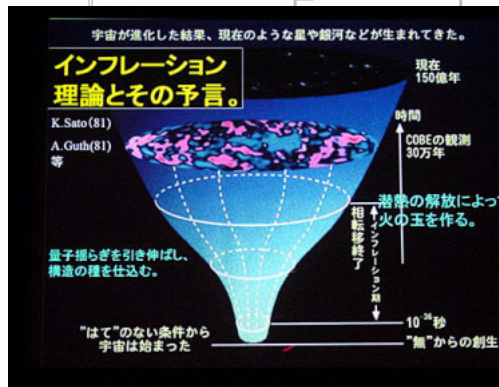 宇宙が進化した結果、現在のような星や銀河などが生まれてきた。
インフレーション
理論とその予言。
K.Sato(81)
A.Guth(81)
等
現在
150億年
時間
COBEの観測
30万年
潜熱の解放によっ
火の玉を作る。
相転移終了
インフレーション期
量子揺らぎを引き伸ばし、
構造の種を仕込む。
10⁻³⁶秒
"はて"のない条件から
宇宙は始まった
"無"からの創生